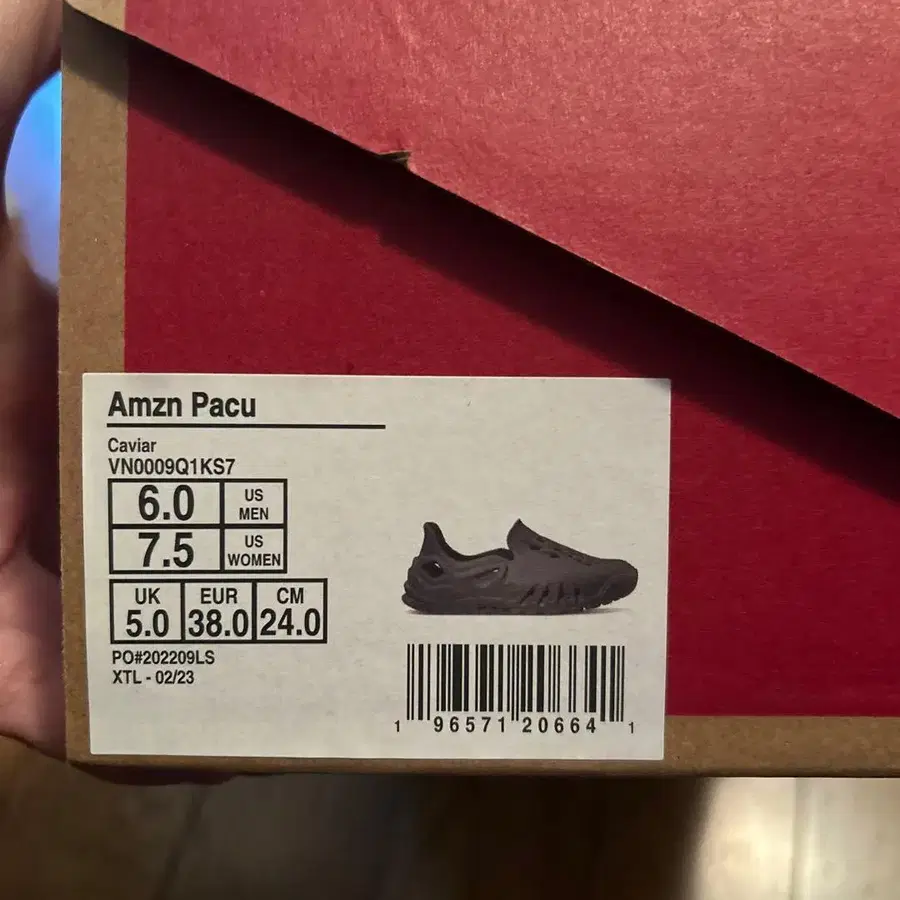 Amzn Pacu
Caviar
VN0009Q1KS7
6.0 US MEN
7.5 US WOMEN
UK EUR CM
5.0 38.0 24.0
PO#202209LS
XTL - 02/23
1 96571 20664 1